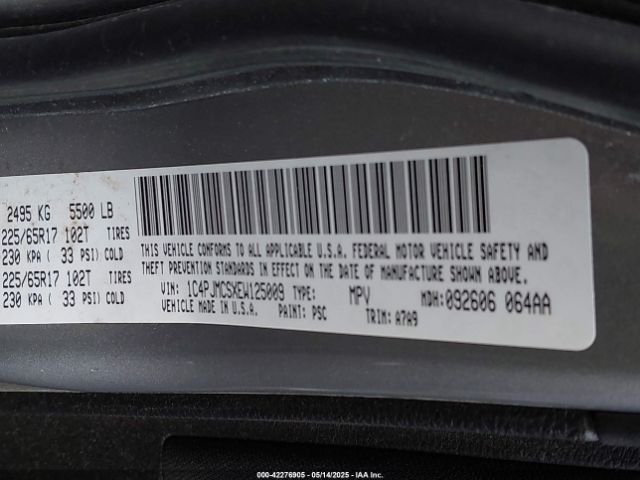 2495 KG 5500 LB
225/65R17 102T TIRES
230 KPA ( 33 PSI) COLD
225/65R17 102T TIRES
230 KPA ( 33 PSI) COLD
THIS VEHICLE CONFORMS TO ALL APPLICABLE U.S.A. FEDERAL MOTOR VEHICLE SAFETY AND
THEFT PREVENTION STANDARDS IN EFFECT ON THE DATE OF MANUFACTURE SHOWN ABOVE.
VIN: 1C4PJMCSXEW125009 TYPE: MPV MDH:092606 064AA
VEHICLE MADE IN U.S.A. PAINT: PSC TRIM: A7A9
000-42276905 - 05/14/2025 - IAA Inc.